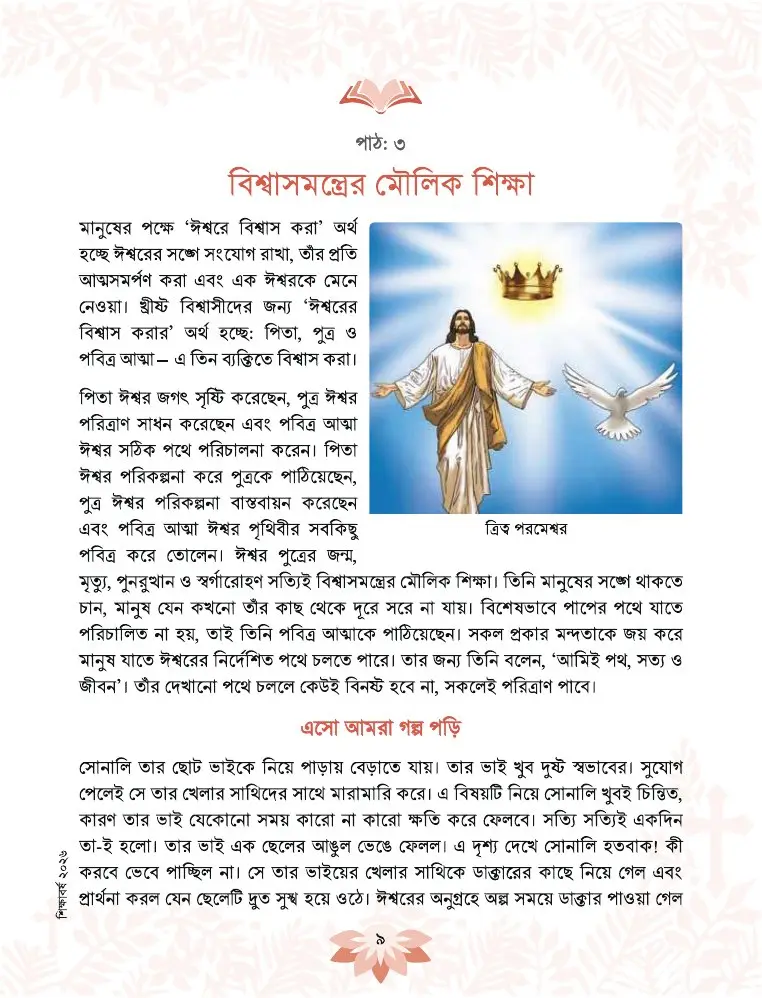 পাঠ: ৩
বিশ্বাসমন্ত্রের মৌলিক শিক্ষা
মানুষের পক্ষে ‘ঈশ্বরে বিশ্বাস করা’ অর্থ
হচ্ছে ঈশ্বরের সঙ্গে সংযোগ রাখা, তাঁর প্রতি
আত্মসমর্পণ করা এবং এক ঈশ্বরকে মেনে
নেওয়া। খ্রীষ্ট বিশ্বাসীদের জন্য ‘ঈশ্বরের
বিশ্বাস করার’ অর্থ হচ্ছে: পিতা, পুত্র ও
পবিত্র আত্মা– এ তিন ব্যক্তিতে বিশ্বাস করা।
পিতা ঈশ্বর জগৎ সৃষ্টি করেছেন, পুত্র ঈশ্বর
পরিত্রাণ সাধন করেছেন এবং পবিত্র আত্মা
ঈশ্বর সঠিক পথে পরিচালনা করেন। পিতা
ঈশ্বর পরিকল্পনা করে পুত্রকে পাঠিয়েছেন,
পুত্র ঈশ্বর পরিকল্পনা বাস্তবায়ন করেছেন
এবং পবিত্র আত্মা ঈশ্বর পৃথিবীর সবকিছু
পবিত্র করে তোলেন। ঈশ্বর পুত্রের জন্ম,
ত্রিত্ব পরমেশ্বর
মৃত্যু, পুনরুত্থান ও স্বর্গারোহণ সত্যিই বিশ্বাসমন্ত্রের মৌলিক শিক্ষা। তিনি মানুষের সঙ্গে থাকতে
চান, মানুষ যেন কখনো তাঁর কাছ থেকে দূরে সরে না যায়। বিশেষভাবে পাপের পথে যাতে
পরিচালিত না হয়, তাই তিনি পবিত্র আত্মাকে পাঠিয়েছেন। সকল প্রকার মন্দতাকে জয় করে
মানুষ যাতে ঈশ্বরের নির্দেশিত পথে চলতে পারে। তার জন্য তিনি বলেন, ‘আমিই পথ, সত্য ও
জীবন’। তাঁর দেখানো পথে চললে কেউই বিনষ্ট হবে না, সকলেই পরিত্রাণ পাবে।
এসো আমরা গল্প পড়ি
সোনালি তার ছোট ভাইকে নিয়ে পাড়ায় বেড়াতে যায়। তার ভাই খুব দুষ্ট স্বভাবের। সুযোগ
পেলেই সে তার খেলার সাথিদের সাথে মারামারি করে। এ বিষয়টি নিয়ে সোনালি খুবই চিন্তিত,
কারণ তার ভাই যেকোনো সময় কারো না কারো ক্ষতি করে ফেলবে। সত্যি সত্যিই একদিন
তা-ই হলো। তার ভাই এক ছেলের আঙুল ভেঙে ফেলল। এ দৃশ্য দেখে সোনালি হতবাক! কী
করবে ভেবে পাচ্ছিল না। সে তার ভাইয়ের খেলার সাথিকে ডাক্তারের কাছে নিয়ে গেল এবং
প্রার্থনা করল যেন ছেলেটি দ্রুত সুস্থ হয়ে ওঠে। ঈশ্বরের অনুগ্রহে অল্প সময়ে ডাক্তার পাওয়া গেল
শিক্ষাবর্ষ ২০২৬
৯